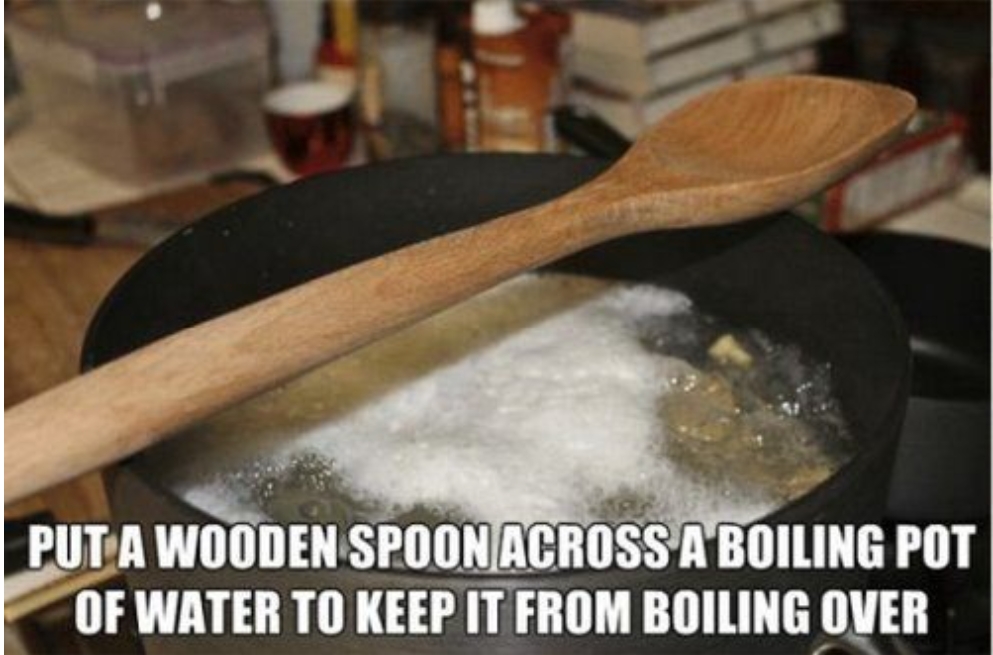 PUT A WOODEN SPOON ACROSS A BOILING POT
OF WATER TO KEEP IT FROM BOILING OVER